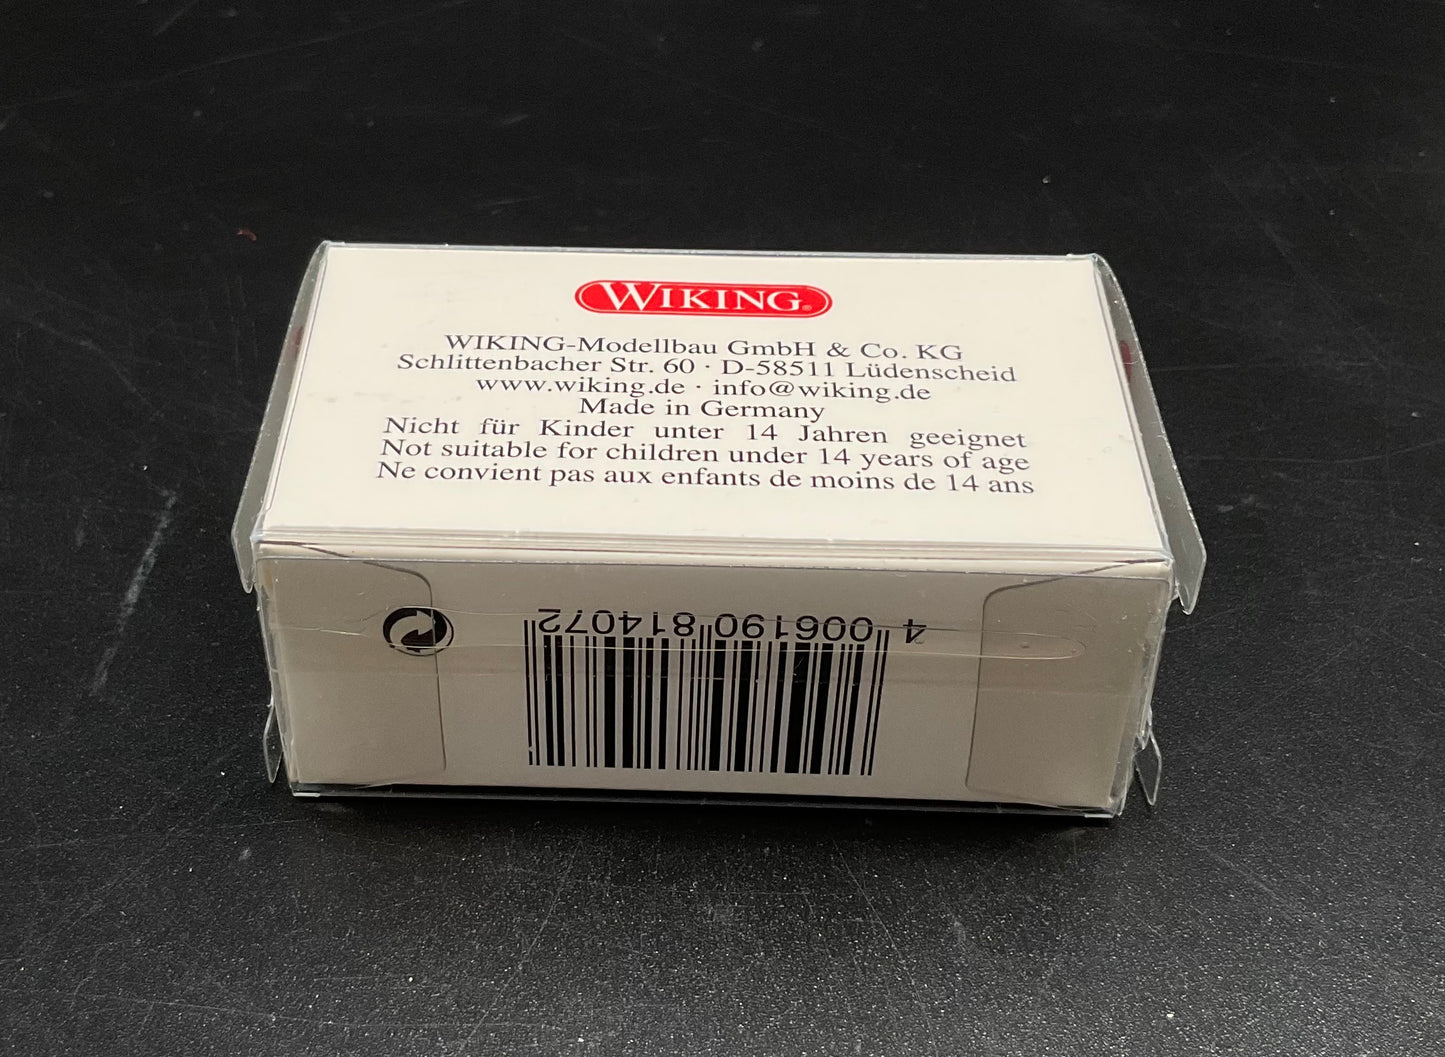 WIKING®
WIKING-Modellbau GmbH & Co. KG
Schlittenbacher Str. 60 · D-58511 Lüdenscheid
www.wiking.de · info@wiking.de
Made in Germany
Nicht für Kinder unter 14 Jahren geeignet
Not suitable for children under 14 years of age
Ne convient pas aux enfants de moins de 14 ans
4 006190 814072